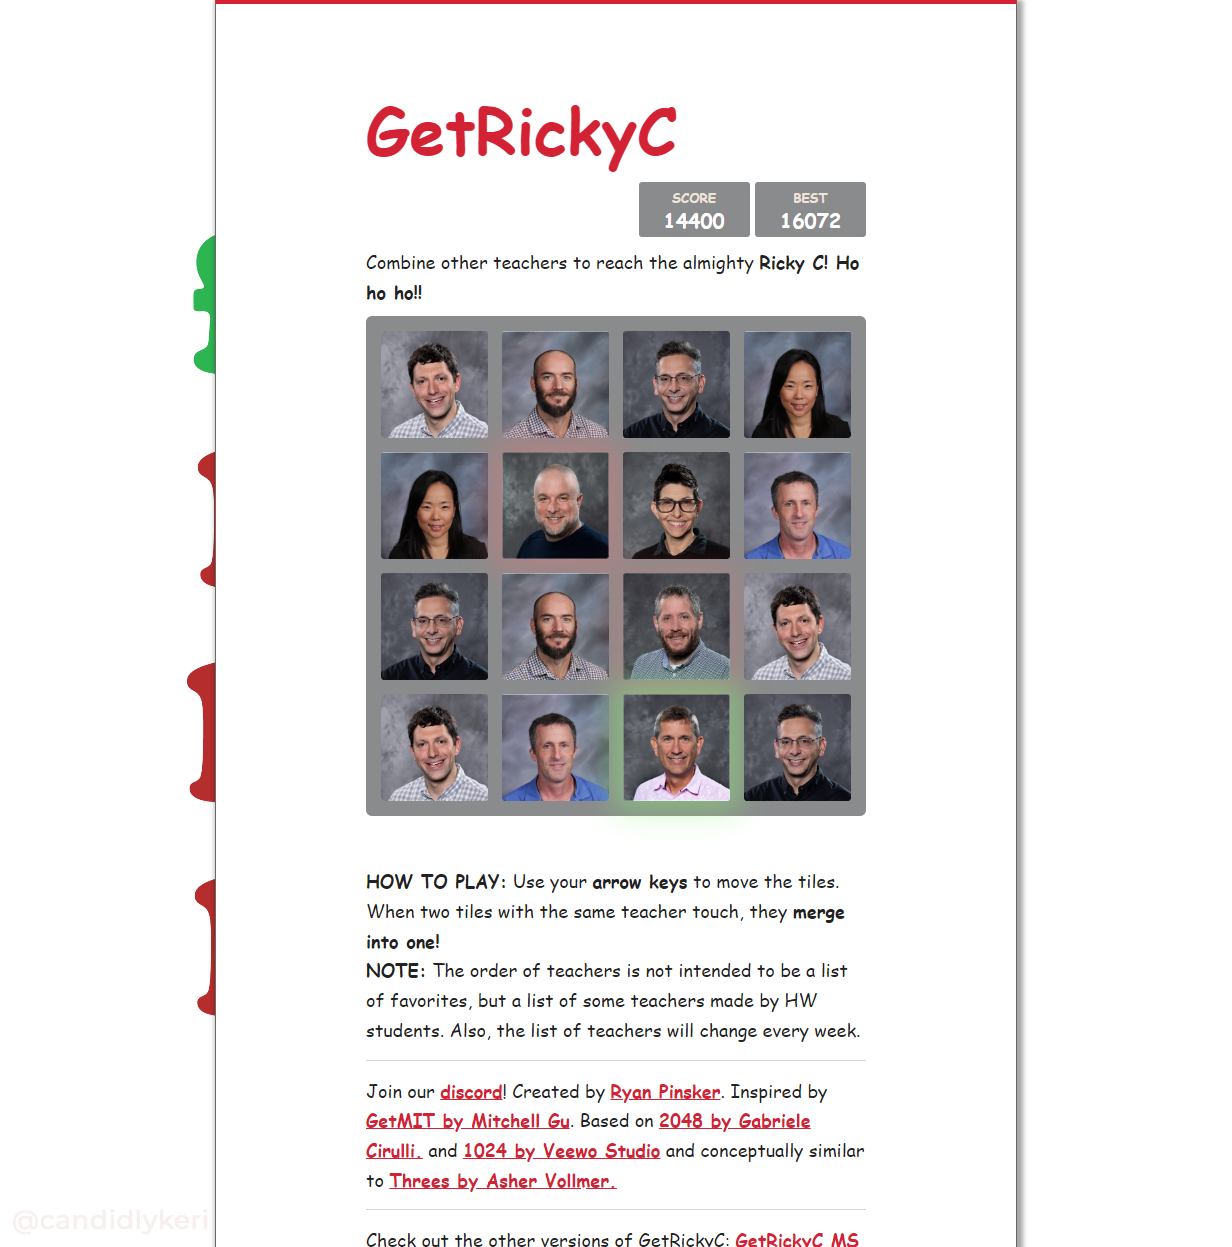 GetRickyC
SCORE
14400
BEST
16072
Combine other teachers to reach the almighty Ricky C! Ho
ho ho!!
HOW TO PLAY: Use your arrow keys to move the tiles.
When two tiles with the same teacher touch, they merge
into one!
NOTE: The order of teachers is not intended to be a list
of favorites, but a list of some teachers made by HW
students. Also, the list of teachers will change every week.
Join our discord! Created by Ryan Pinsker. Inspired by
GetMIT by Mitchell Gu. Based on 2048 by Gabriele
Cirulli. and 1024 by Veewo Studio and conceptually similar
to Threes by Asher Vollmer.
@candidlykeri
Check out the other versions of GetRickyC: GetRickyC MS